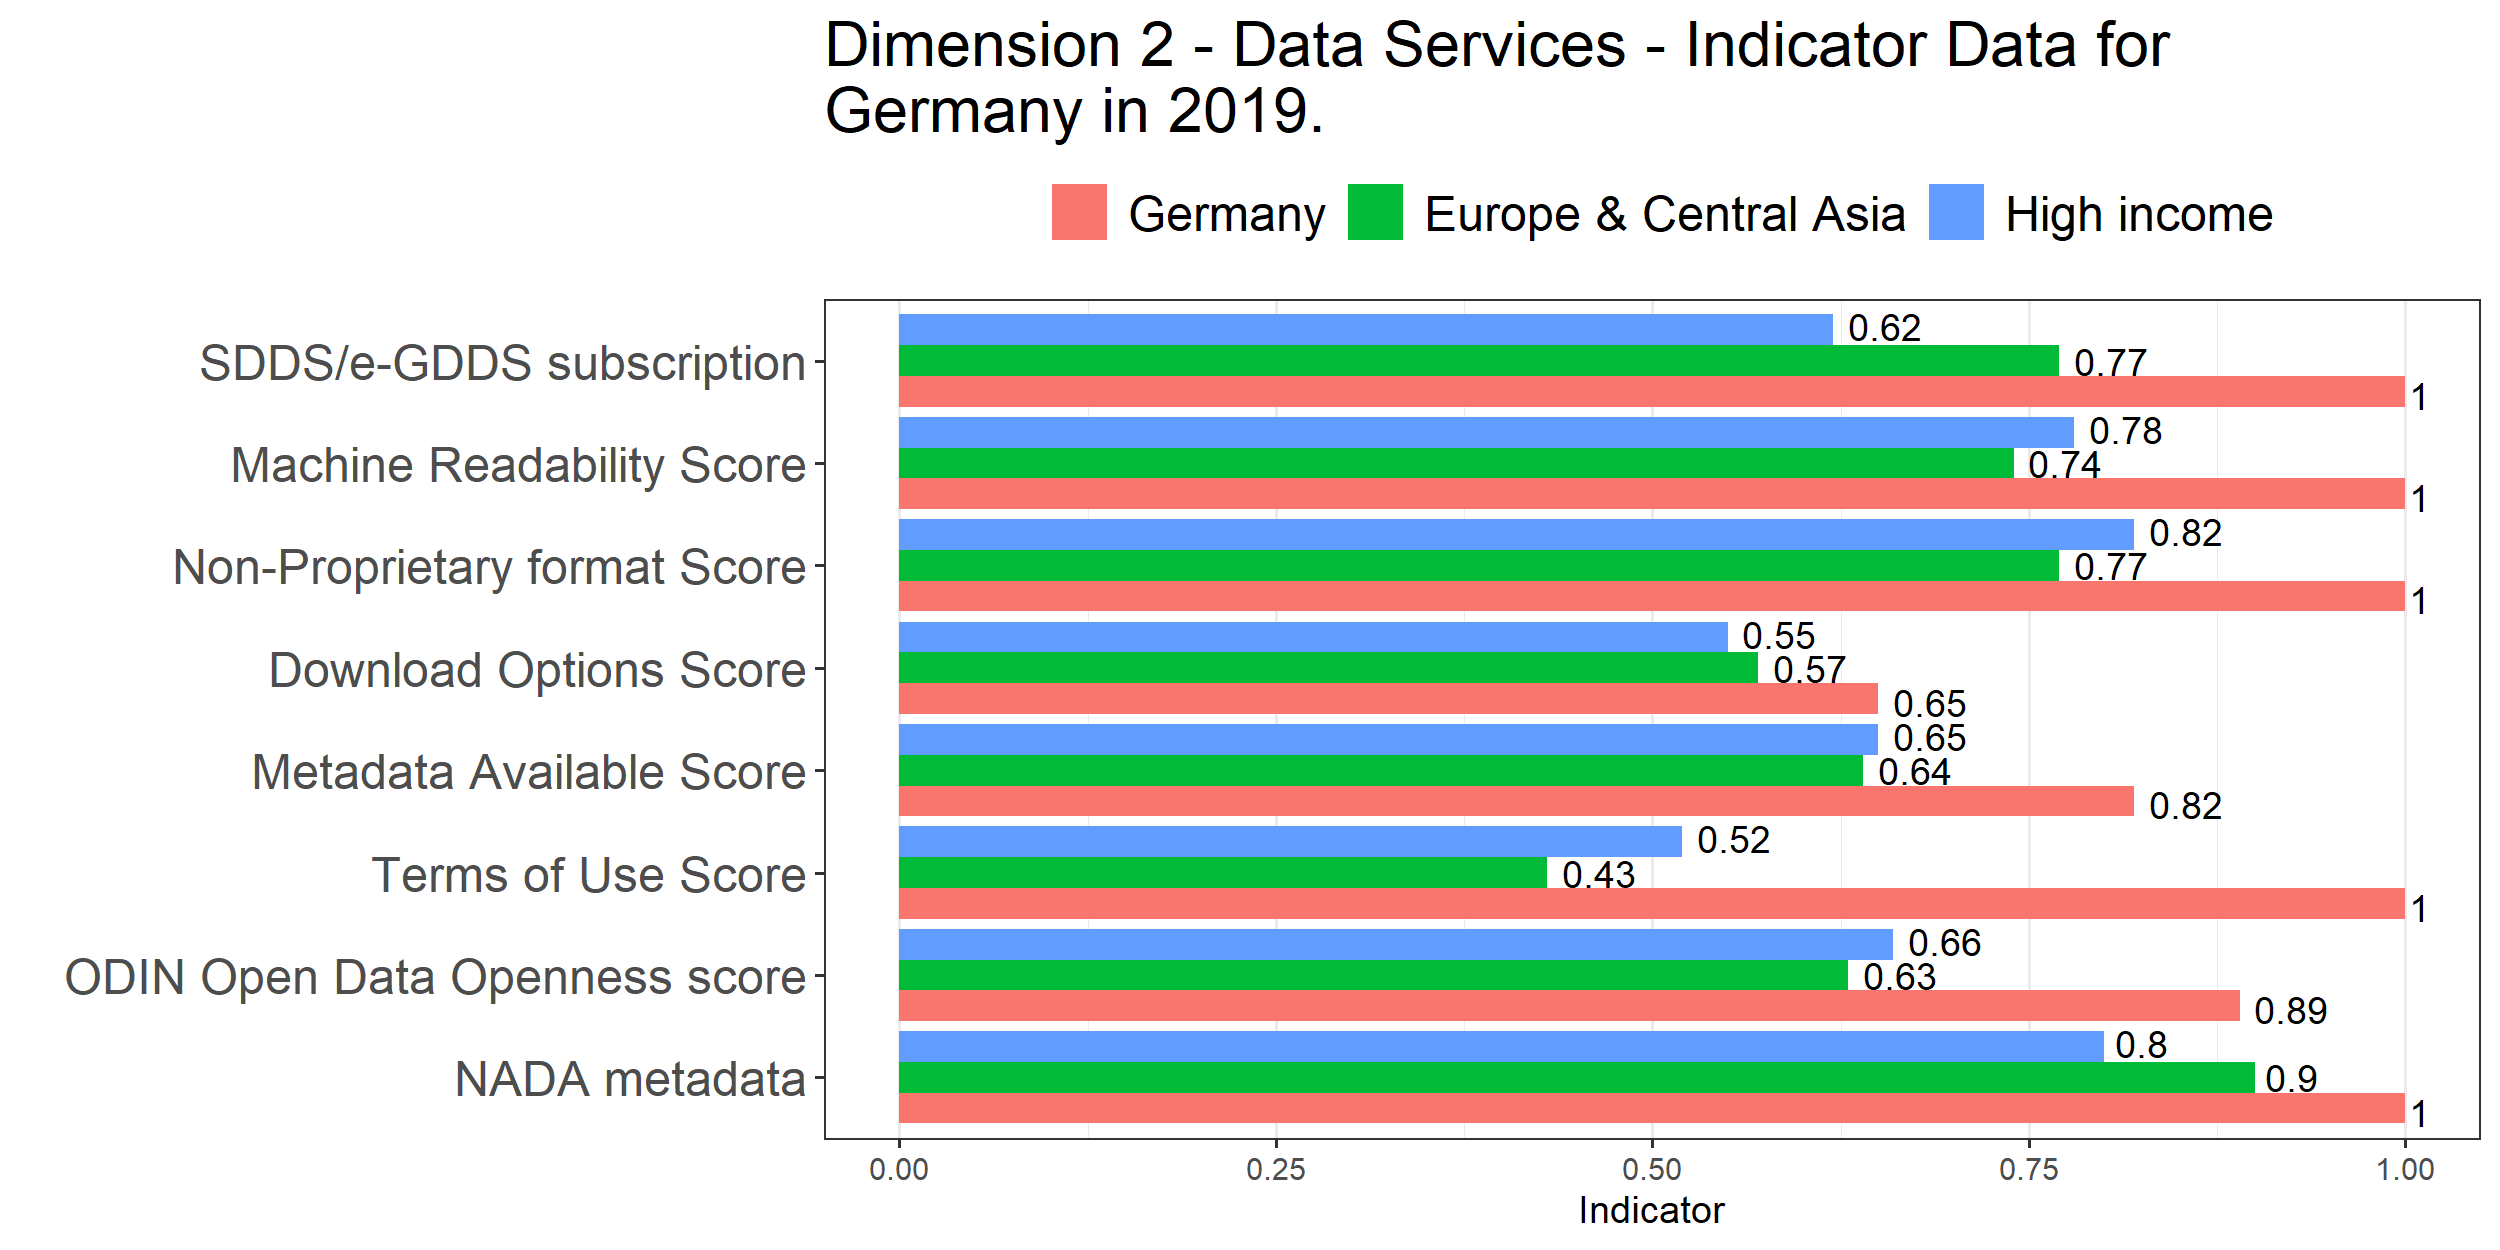 Dimension 2 - Data Services - Indicator Data for
Germany in 2019.
Germany
Europe & Central Asia
High income
SDDS/e-GDDS subscription
0.62
0.77
1
Machine Readability Score
0.78
0.74
1
Non-Proprietary format Score
0.82
0.77
1
Download Options Score
0.55
0.57
0.65
Metadata Available Score
0.65
0.64
0.82
Terms of Use Score
0.52
0.43
1
ODIN Open Data Openness score
0.66
0.63
0.89
NADA metadata
0.8
0.9
1
0.00 0.25 0.50 0.75 1.00
Indicator